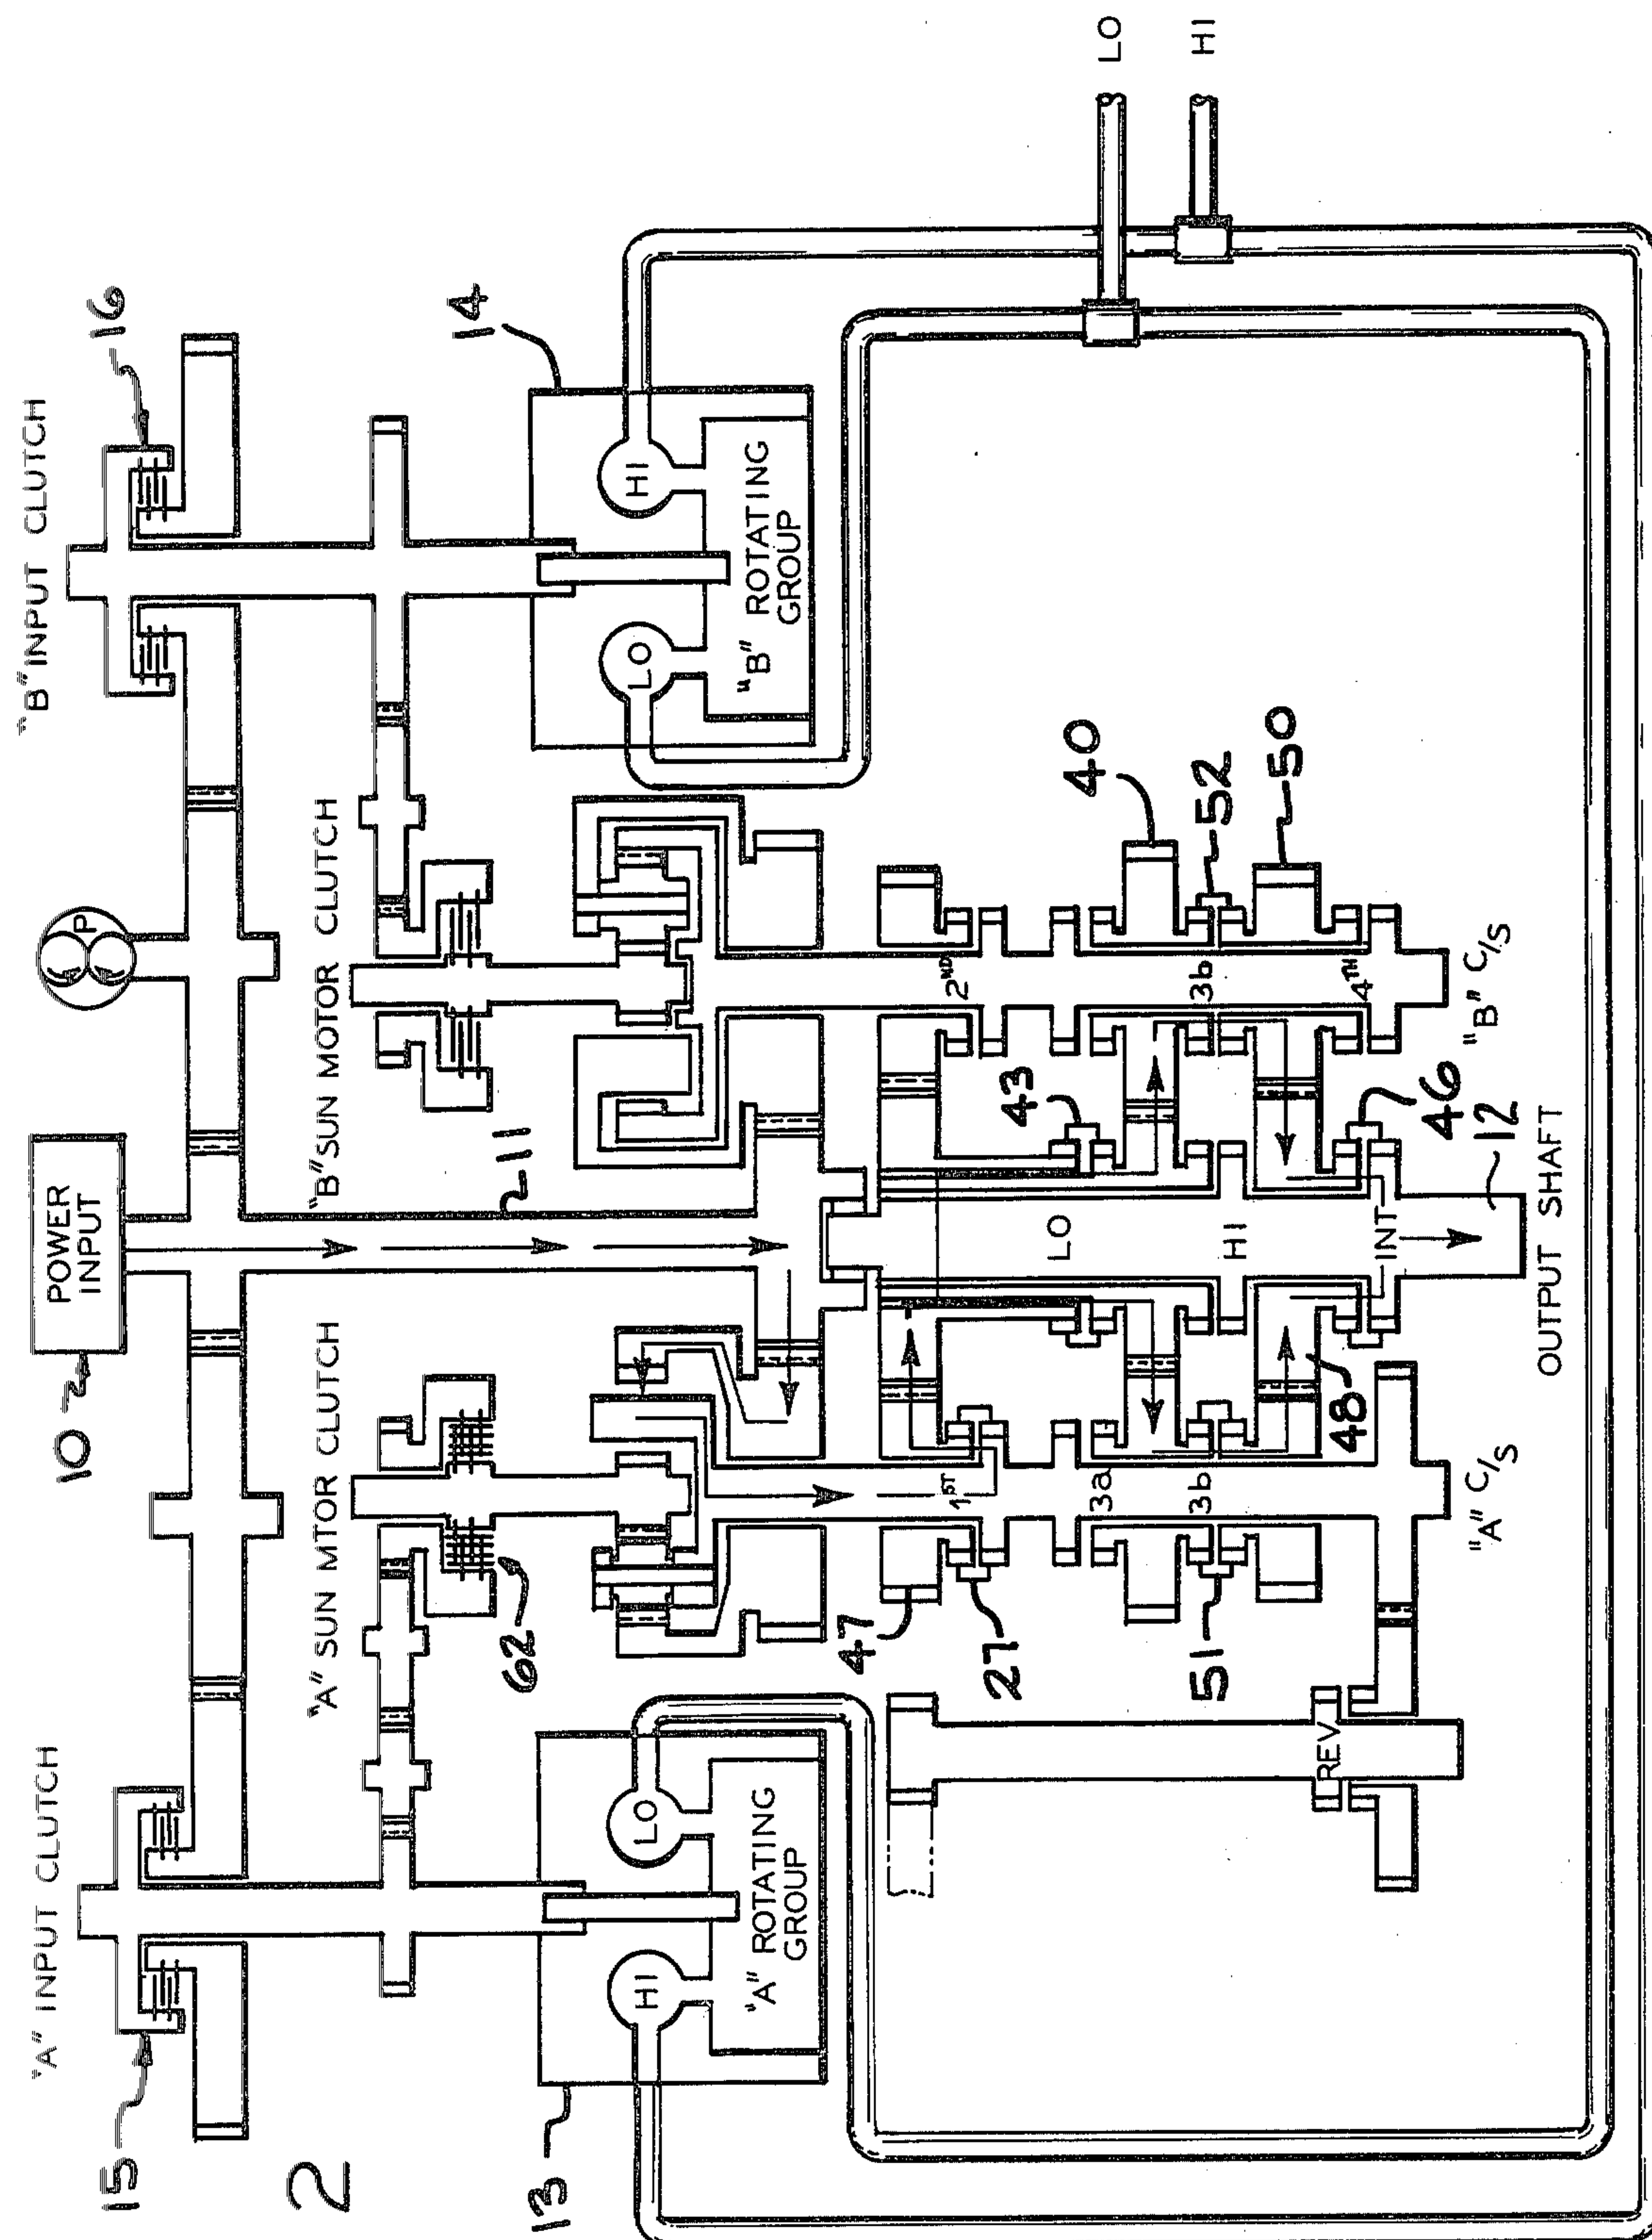 "A" INPUT CLUTCH
15
2
10
POWER
INPUT
P
"B" INPUT CLUTCH
16
"A" SUN MTOR CLUTCH
62
"B" SUN MOTOR CLUTCH
11
13
HI
LO
"A" ROTATING
GROUP
14
LO
HI
"B" ROTATING
GROUP
LO
HI
47
27
51
1ST
3a
3b
"A" C/S
REV
48
LO
HI
INT
OUTPUT SHAFT
12
46
43
2ND
3b
4TH
"B" C/S
40
52
50